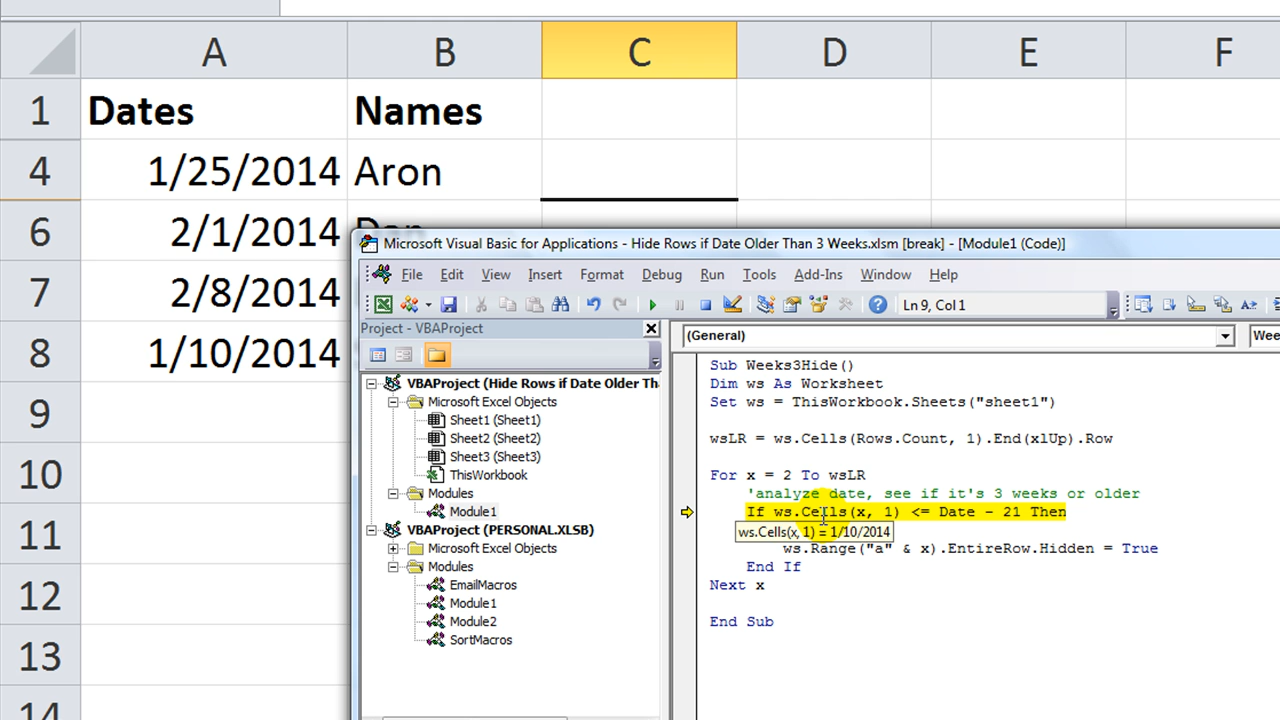 A B C D E F
1 Dates Names
4 1/25/2014 Aron
6 2/1/2014 Dan
7 2/8/2014
8 1/10/2014
9
10
11
12
13
14
Microsoft Visual Basic for Applications - Hide Rows if Date Older Than 3 Weeks.xlsm [break] - [Module1 (Code)]
File Edit View Insert Format Debug Run Tools Add-Ins Window Help
Ln 9, Col 1
Project - VBAProject
VBAProject (Hide Rows if Date Older Tha
Microsoft Excel Objects
Sheet1 (Sheet1)
Sheet2 (Sheet2)
Sheet3 (Sheet3)
ThisWorkbook
Modules
Module1
VBAProject (PERSONAL.XLSB)
Microsoft Excel Objects
Modules
EmailMacros
Module1
Module2
SortMacros
(General) Wee
Sub Weeks3Hide()
Dim ws As Worksheet
Set ws = ThisWorkbook.Sheets("sheet1")
wsLR = ws.Cells(Rows.Count, 1).End(xlUp).Row
For x = 2 To wsLR
'analyze date, see if it's 3 weeks or older
If ws.Cells(x, 1) <= Date - 21 Then
ws.Cells(x, 1) = 1/10/2014
ws.Range("a" & x).EntireRow.Hidden = True
End If
Next x
End Sub